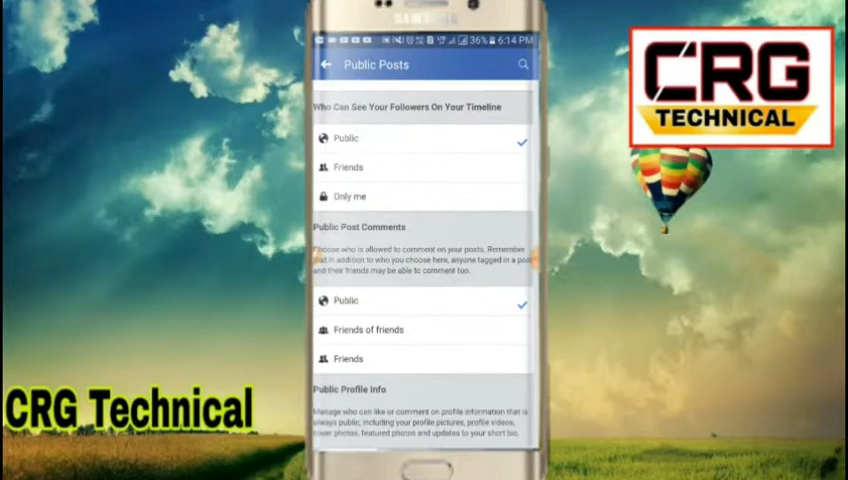 SAMSUNG
36% 6:14 PM
Public Posts
Who Can See Your Followers On Your Timeline
Public
Friends
Only me
Public Post Comments
Choose who is allowed to comment on your posts. Remember
that in addition to who you choose here, anyone tagged in a post
and their friends may be able to comment too.
Public
Friends of friends
Friends
Public Profile Info
Manage who can like or comment on profile information that is
always public, including your profile pictures, profile videos,
cover photos, featured photos and updates to your short bio.
CRG
TECHNICAL
CRG Technical